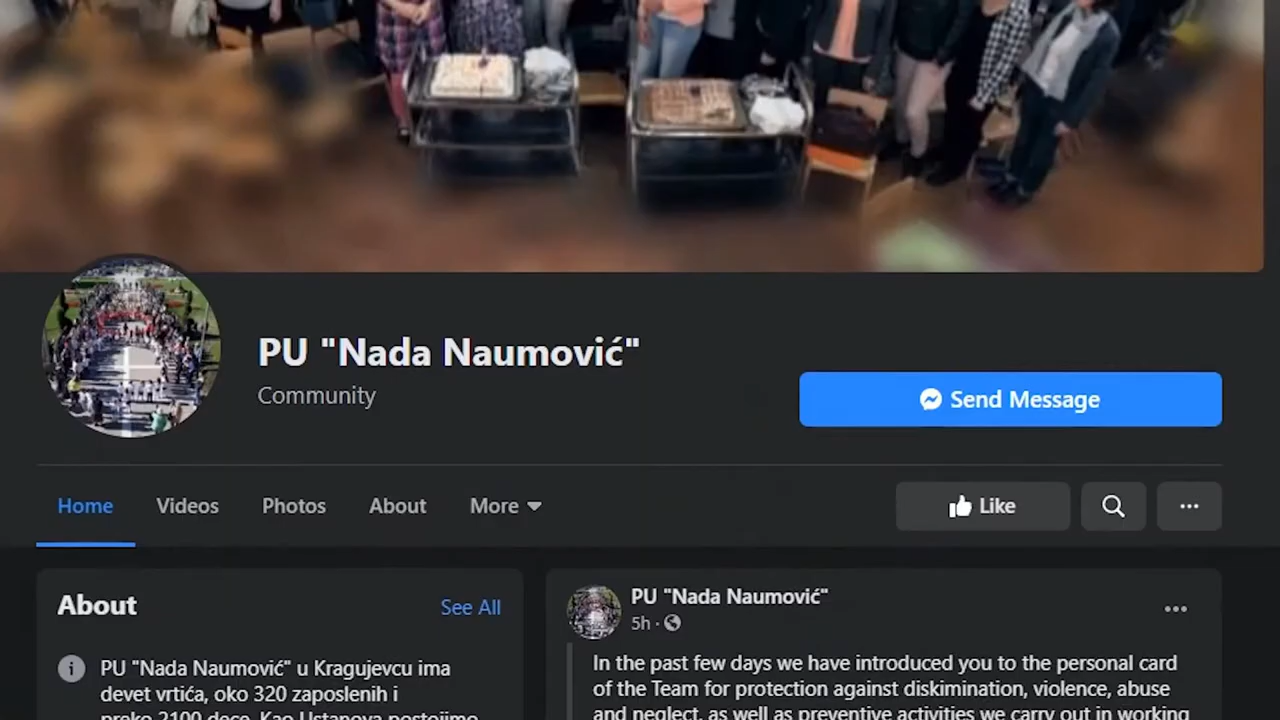 PU "Nada Naumović"
Community
Send Message
Home Videos Photos About More
Like
About See All
PU "Nada Naumović" u Kragujevcu ima
devet vrtića, oko 320 zaposlenih i
preko 2100 dece. Kao Ustanova postojimo
PU "Nada Naumović"
5h ·
In the past few days we have introduced you to the personal card
of the Team for protection against diskimination, violence, abuse
and neglect, as well as preventive activities we carry out in working